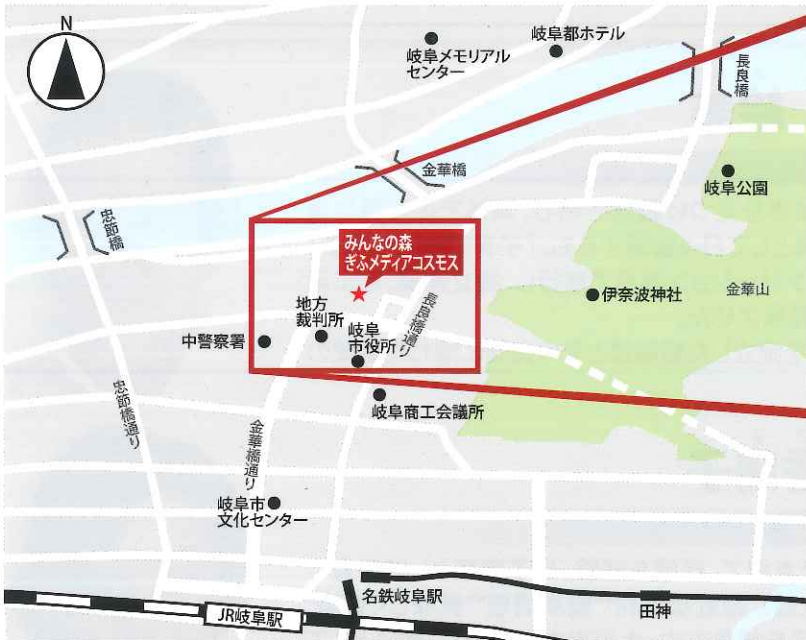 N
岐阜メモリアル
センター
岐阜都ホテル
長良橋
金華橋
岐阜公園
忠節橋
みんなの森
ぎふメディアコスモス
伊奈波神社
金華山
地方
裁判所
長良橋通り
中警察署
岐阜
市役所
岐阜商工会議所
忠節橋通り
金華橋通り
岐阜市
文化センター
名鉄岐阜駅
田神
JR岐阜駅